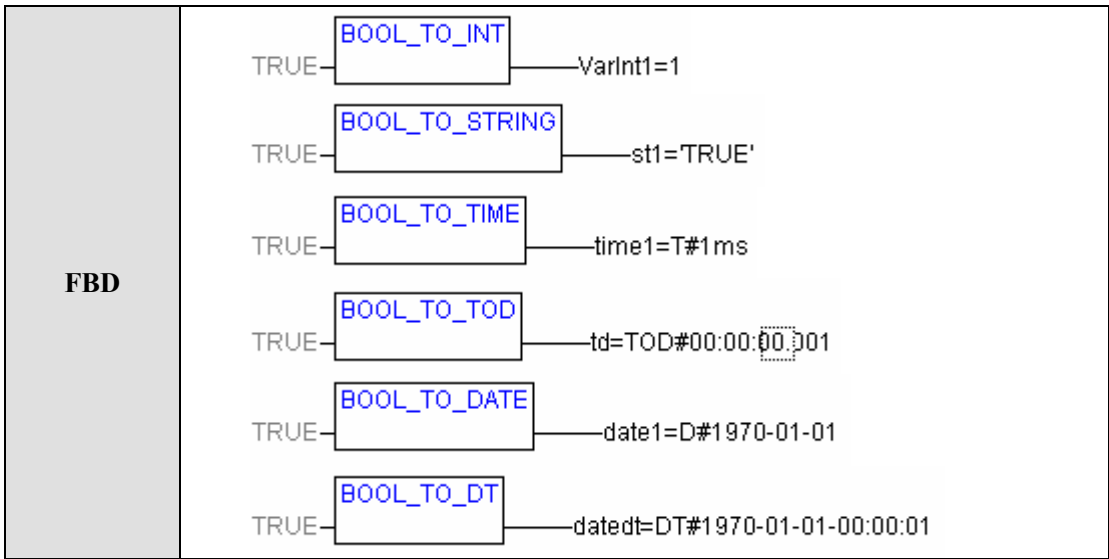 FBD
BOOL_TO_INT
TRUE VarInt1=1
BOOL_TO_STRING
TRUE st1='TRUE'
BOOL_TO_TIME
TRUE time1=T#1ms
BOOL_TO_TOD
TRUE td=TOD#00:00:00.001
BOOL_TO_DATE
TRUE date1=D#1970-01-01
BOOL_TO_DT
TRUE datedt=DT#1970-01-01-00:00:01